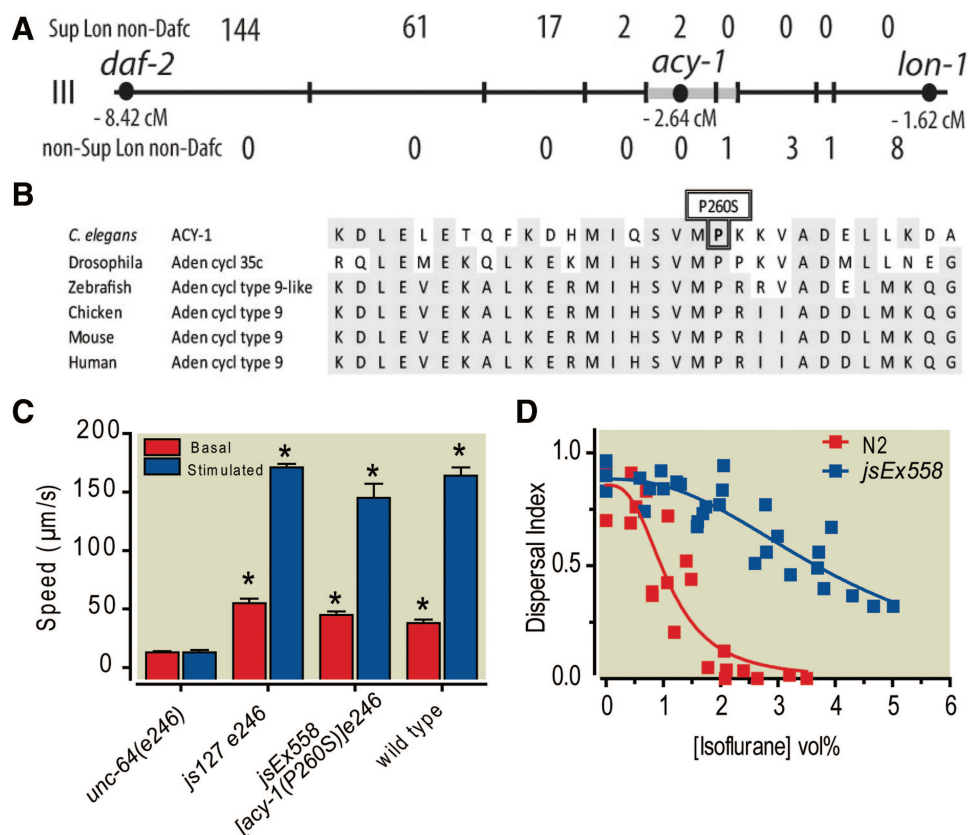 A
Sup Lon non-Dafc 144 61 17 2 2 0 0 0 0
daf-2 acy-1 lon-1
III
- 8.42 cM - 2.64 cM - 1.62 cM
non-Sup Lon non-Dafc 0 0 0 0 0 1 3 1 8
B
P260S
C. elegans ACY-1 K D L E L E T Q F K D H M I Q S V M P K K V A D E L L K D A
Drosophila Aden cycl 35c R Q L E M E K Q L K E K M I H S V M P P K V A D M L L N E G
Zebrafish Aden cycl type 9-like K D L E V E K A L K E R M I H S V M P R R V A D E L M K Q G
Chicken Aden cycl type 9 K D L E V E K A L K E R M I H S V M P R I I A D D L M K Q G
Mouse Aden cycl type 9 K D L E V E K A L K E R M I H S V M P R I I A D D L M K Q G
Human Aden cycl type 9 K D L E V E K A L K E R M I H S V M P R I I A D D L M K Q G
C
Speed (µm/s)
200
150
100
50
0
Basal
Stimulated
* * * * * *
unc-64(e246)
js127 e246
jsEx558
[acy-1(P260S)]e246
wild type
D
Dispersal Index
1.0
0.5
0.0
N2
jsEx558
0 1 2 3 4 5 6
[Isoflurane] vol%